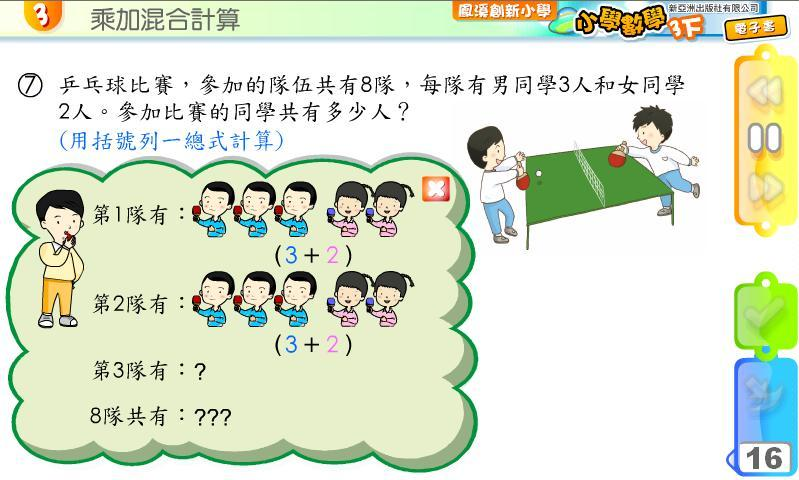 3 乘加混合計算
鳳溪創新小學
小學數學 3下
新亞洲出版社有限公司
電子書
⑦ 乒乓球比賽，參加的隊伍共有8隊，每隊有男同學3人和女同學
2人。參加比賽的同學共有多少人？
(用括號列一總式計算)
第1隊有：
(3+2)
第2隊有：
(3+2)
第3隊有：?
8隊共有：???
16